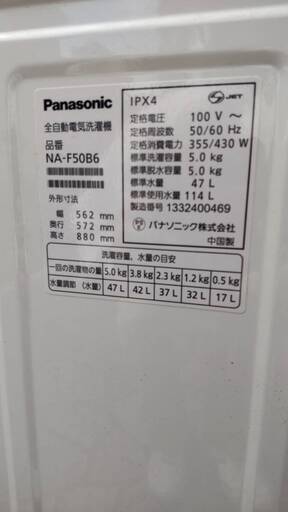 Panasonic
全自動電気洗濯機
品番
NA-F50B6
外形寸法
幅 562 mm
奥行 572 mm
高さ 880 mm
IPX4
JET
定格電圧 100 V ～
定格周波数 50/60 Hz
定格消費電力 355/430 W
標準洗濯容量 5.0 kg
標準脱水容量 5.0 kg
標準水量 47 L
標準使用水量 114 L
製造番号 1332400469
パナソニック株式会社
中国製
洗濯容量、水量の目安
一回の洗濯物の量 5.0 kg 3.8 kg 2.3 kg 1.2 kg 0.5 kg
水量調節 (水量) 47 L 42 L 37 L 32 L 17 L